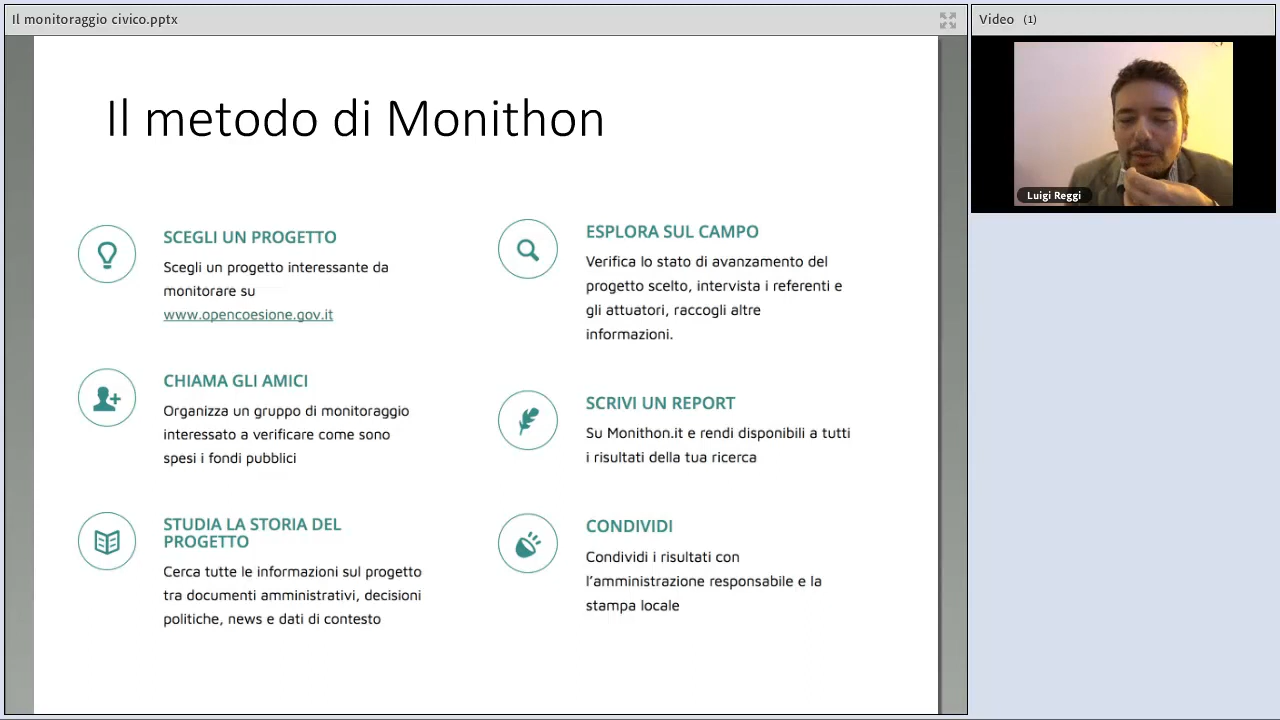 Il monitoraggio civico.pptx
Video (1)
Luigi Reggi
Il metodo di Monithon
SCEGLI UN PROGETTO
Scegli un progetto interessante da
monitorare su
www.opencoesione.gov.it
CHIAMA GLI AMICI
Organizza un gruppo di monitoraggio
interessato a verificare come sono
spesi i fondi pubblici
STUDIA LA STORIA DEL
PROGETTO
Cerca tutte le informazioni sul progetto
tra documenti amministrativi, decisioni
politiche, news e dati di contesto
ESPLORA SUL CAMPO
Verifica lo stato di avanzamento del
progetto scelto, intervista i referenti e
gli attuatori, raccogli altre
informazioni.
SCRIVI UN REPORT
Su Monithon.it e rendi disponibili a tutti
i risultati della tua ricerca
CONDIVIDI
Condividi i risultati con
l’amministrazione responsabile e la
stampa locale